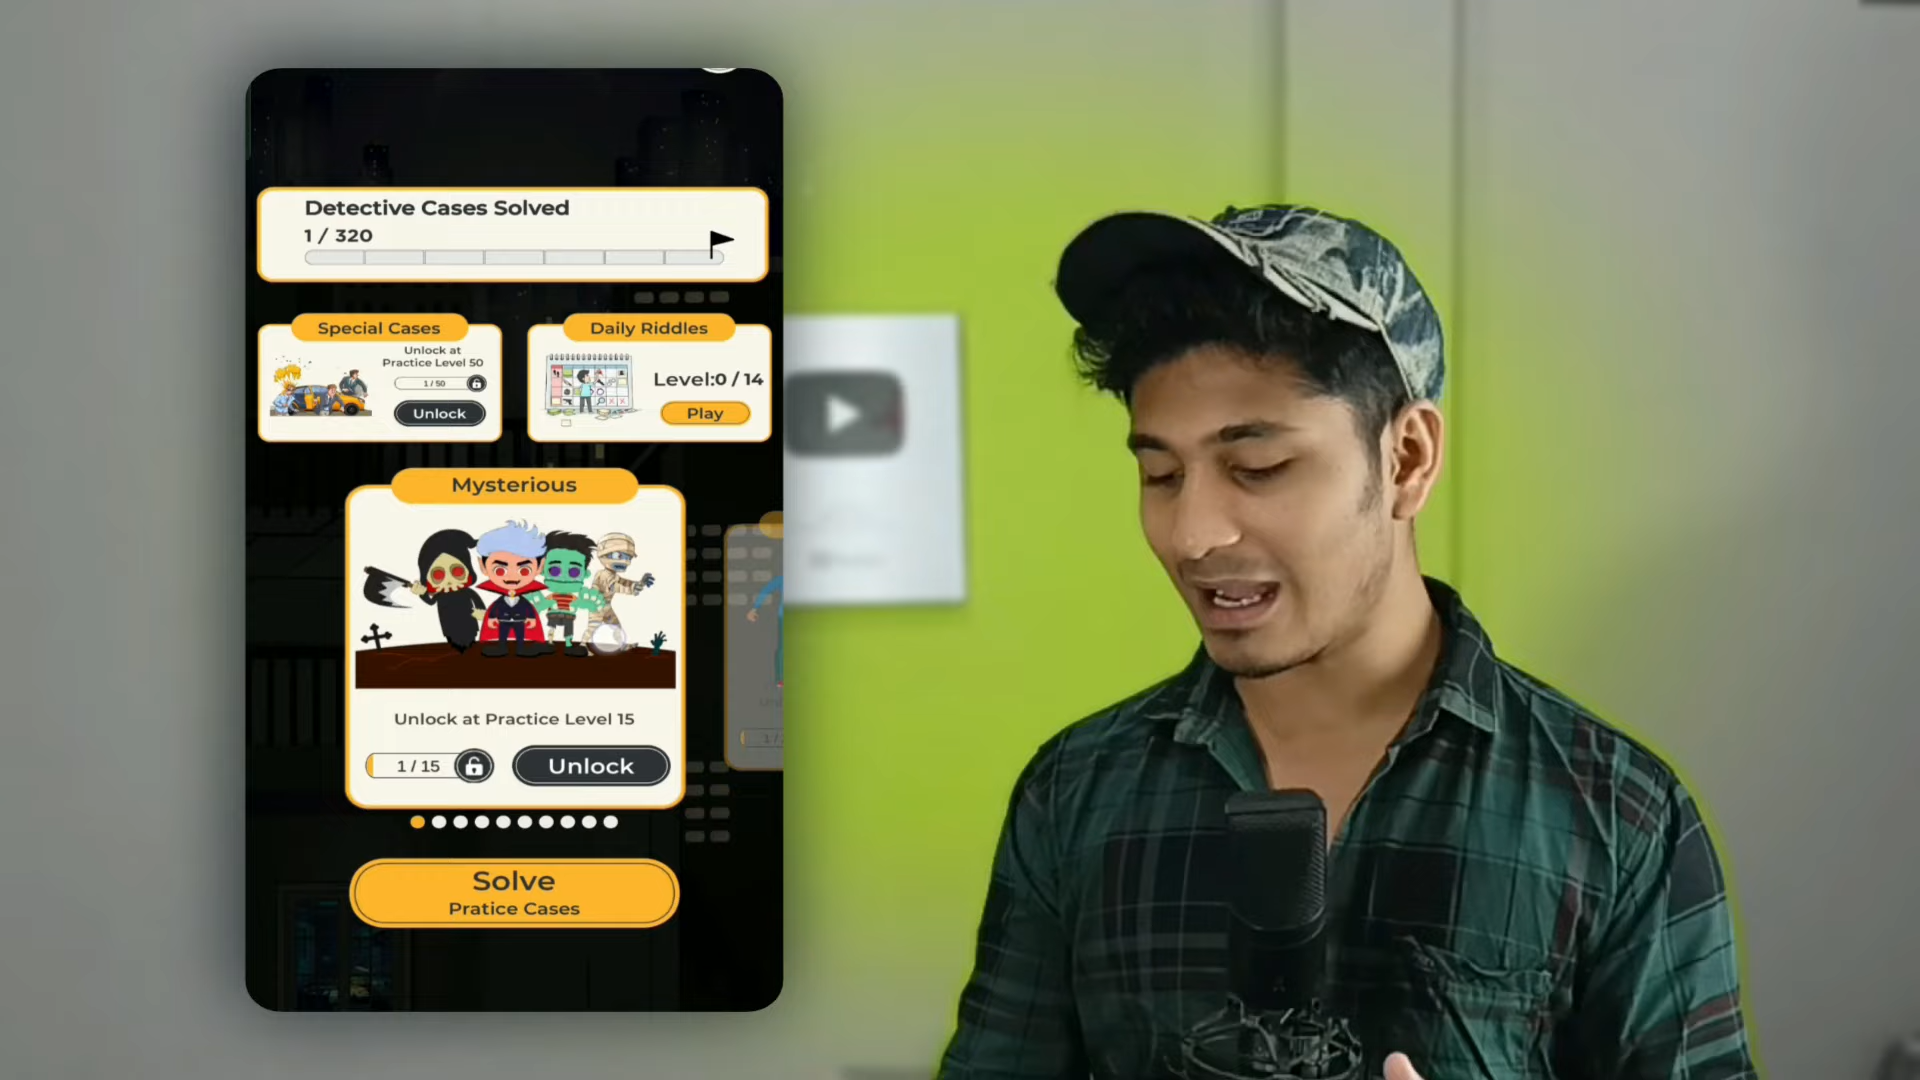 Detective Cases Solved
1 / 320
Special Cases
Unlock at
Practice Level 50
1 / 50
Unlock
Daily Riddles
Level:0 / 14
Play
Mysterious
Unlock at Practice Level 15
1 / 15
Unlock
Solve
Pratice Cases